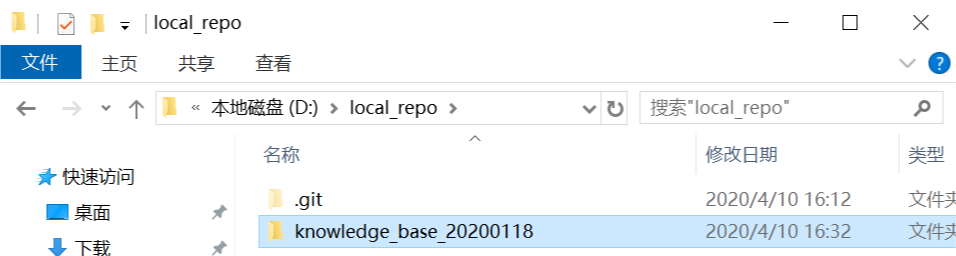 local_repo
文件 主页 共享 查看
« 本地磁盘 (D:) local_repo 搜索"local_repo"
名称 修改日期 类型
快速访问
.git 2020/4/10 16:12 文件夹
桌面
knowledge_base_20200118 2020/4/10 16:32 文件夹
下载